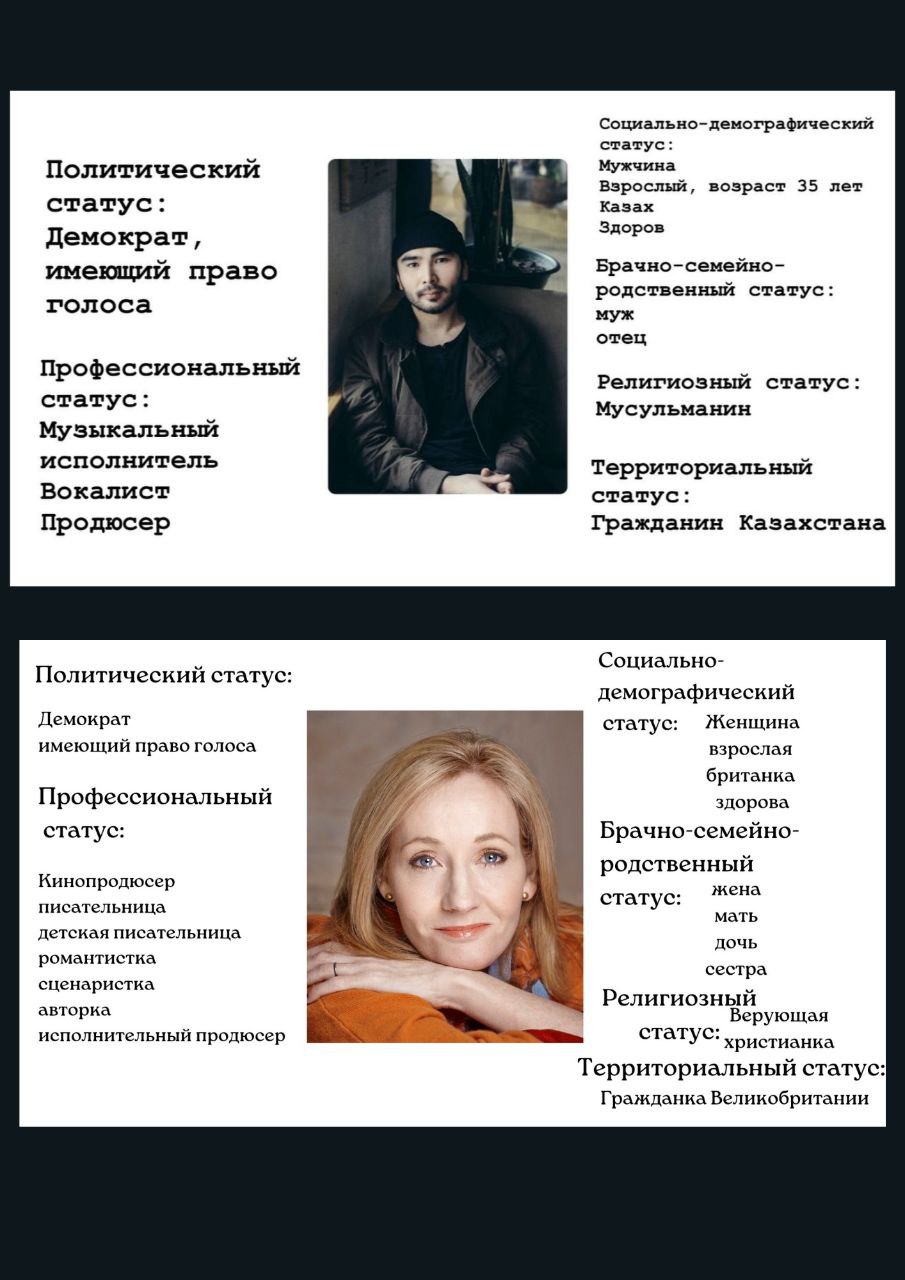 Политический
статус:
Демократ,
имеющий право
голоса
Профессиональный
статус:
Музыкальный
исполнитель
Вокалист
Продюсер
Социально-демографический
статус:
Мужчина
Взрослый, возраст 35 лет
Казах
Здоров
Брачно-семейно-
родственный статус:
муж
отец
Религиозный статус:
Мусульманин
Территориальный
статус:
Гражданин Казахстана
Политический статус:
Демократ
имеющий право голоса
Профессиональный
статус:
Кинопродюсер
писательница
детская писательница
романтистка
сценаристка
авторка
исполнительный продюсер
Социально-
демографический
статус: Женщина
взрослая
британка
здорова
Брачно-семейно-
родственный
статус: жена
мать
дочь
сестра
Религиозный
статус: Верующая
христианка
Территориальный статус:
Гражданка Великобритании